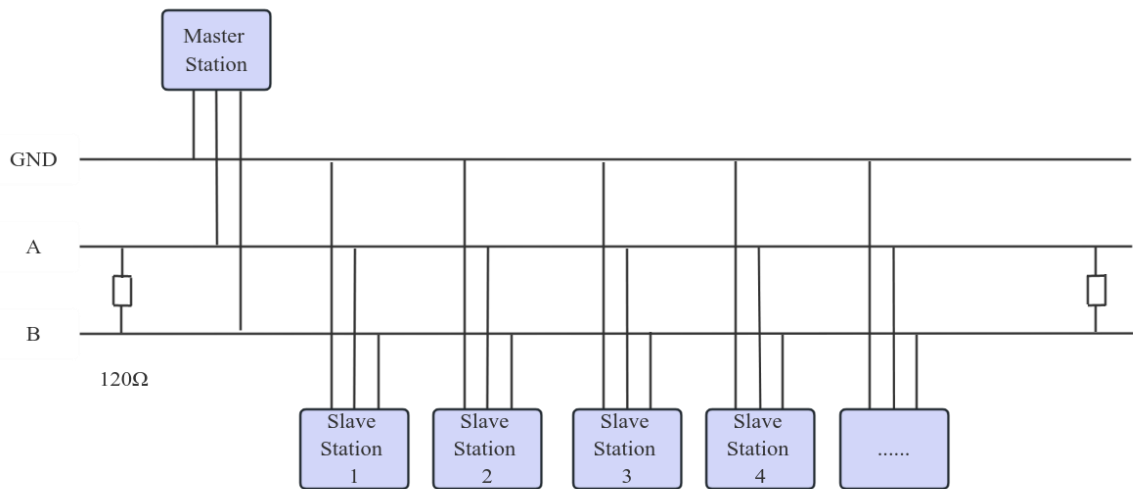 Master
Station
GND
A
B
120Ω
Slave
Station
1
Slave
Station
2
Slave
Station
3
Slave
Station
4
......